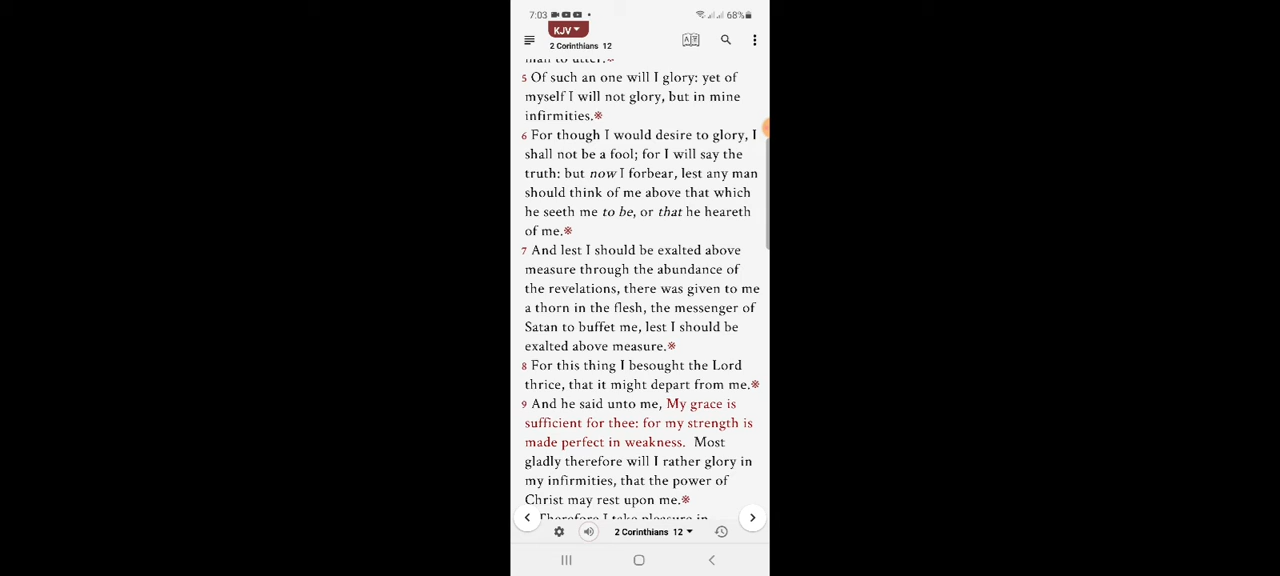 7:03
68%
KJV
2 Corinthians 12
man to utter.※
5 Of such an one will I glory: yet of
myself I will not glory, but in mine
infirmities.※
6 For though I would desire to glory, I
shall not be a fool; for I will say the
truth: but now I forbear, lest any man
should think of me above that which
he seeth me to be, or that he heareth
of me.※
7 And lest I should be exalted above
measure through the abundance of
the revelations, there was given to me
a thorn in the flesh, the messenger of
Satan to buffet me, lest I should be
exalted above measure.※
8 For this thing I besought the Lord
thrice, that it might depart from me.※
9 And he said unto me, My grace is
sufficient for thee: for my strength is
made perfect in weakness. Most
gladly therefore will I rather glory in
my infirmities, that the power of
Christ may rest upon me.※
Therefore I take pleasure in
2 Corinthians 12